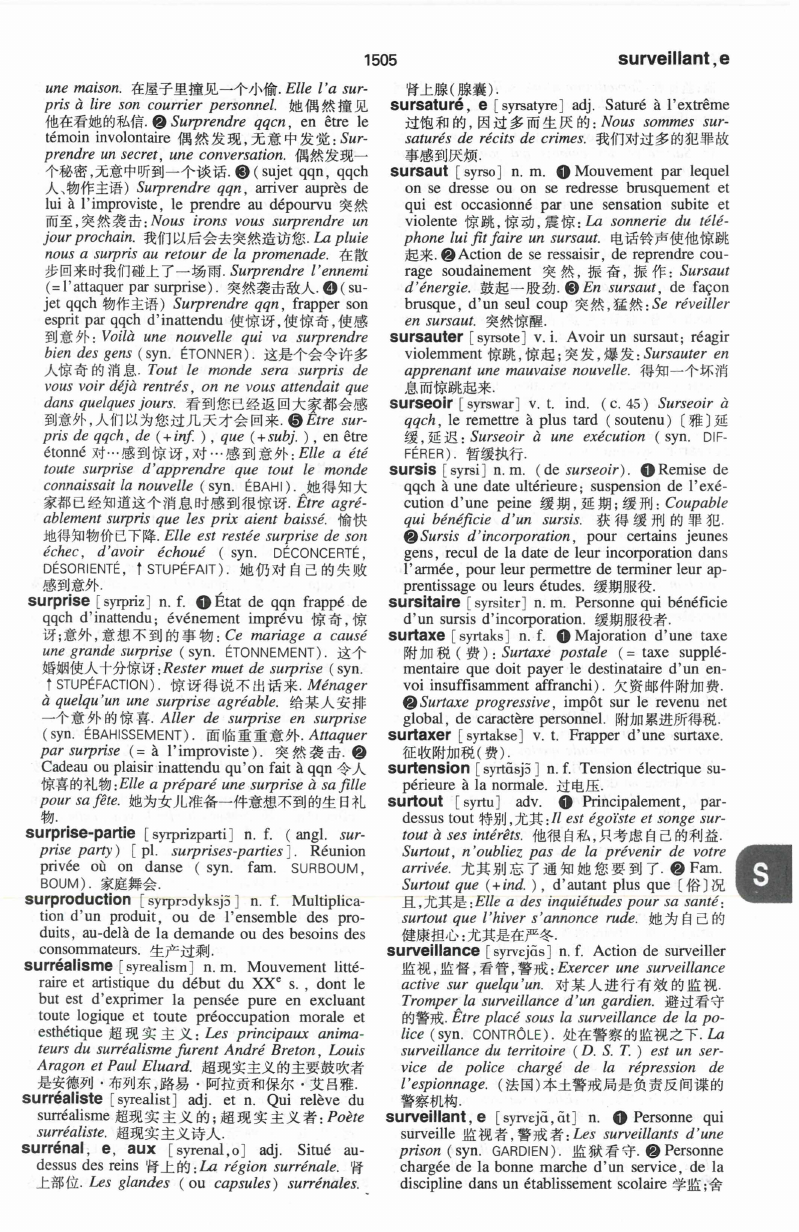 1505
surveillant, e
une maison. 在屋子里撞见一个小偷. Elle l'a sur-
pris à lire son courrier personnel. 她偶然撞见
他在看她的私信. ❷ Surprendre qqcn, en être le
témoin involontaire 偶然发现,无意中发觉: Sur-
prendre un secret, une conversation. 偶然发现一
个秘密,无意中听到一个谈话. ❸ (sujet qqn, qqch
人、物作主语) Surprendre qqn, arriver auprès de
lui à l'improviste, le prendre au dépourvu 突然
而至,突然袭击: Nous irons vous surprendre un
jour prochain. 我们以后会去突然造访您. La pluie
nous a surpris au retour de la promenade. 在散
步回来时我们碰上了一场雨. Surprendre l'ennemi
(= l'attaquer par surprise). 突然袭击敌人. ❹ (su-
jet qqch 物作主语) Surprendre qqn, frapper son
esprit par qqch d'inattendu 使惊讶,使惊奇,使感
到意外: Voilà une nouvelle qui va surprendre
bien des gens (syn. ÉTONNER). 这是个会令许多
人惊奇的消息. Tout le monde sera surpris de
vous voir déjà rentrés, on ne vous attendait que
dans quelques jours. 看到您已经返回大家都会感
到意外,人们以为您过几天才会回来. ❺ Être sur-
pris de qqch, de (+ inf. ), que (+ subj. ), en être
étonné 对…感到惊讶,对…感到意外: Elle a été
toute surprise d'apprendre que tout le monde
connaissait la nouvelle (syn. ÉBAHI). 她得知大
家都已经知道这个消息时感到很惊讶. Être agré-
ablement surpris que les prix aient baissé. 愉快
地得知物价已下降. Elle est restée surprise de son
échec, d'avoir échoué ( syn. DÉCONCERTÉ,
DÉSORIENTÉ, ↑ STUPÉFAIT). 她仍对自己的失败
感到意外.
surprise [syrpriz] n. f. ❶ État de qqn frappé de
qqch d'inattendu; événement imprévu 惊奇,惊
讶;意外,意想不到的事物: Ce mariage a causé
une grande surprise (syn. ÉTONNEMENT). 这个
婚姻使人十分惊讶: Rester muet de surprise (syn.
↑ STUPÉFACTION). 惊讶得说不出话来. Ménager
à quelqu'un une surprise agréable. 给某人安排
一个意外的惊喜. Aller de surprise en surprise
(syn. ÉBAHISSEMENT). 面临重重意外. Attaquer
par surprise (= à l'improviste). 突然袭击. ❷
Cadeau ou plaisir inattendu qu'on fait à qqn 令人
惊喜的礼物: Elle a préparé une surprise à sa fille
pour sa fête. 她为女儿准备一件意想不到的生日礼
物.
surprise-partie [syrprizparti] n. f. ( angl. sur-
prise party) [ pl. surprises-parties]. Réunion
privée où on danse (syn. fam. SURBOUM,
BOUM). 家庭舞会.
surproduction [syrprɔdyksjɔ̃] n. f. Multiplica-
tion d'un produit, ou de l'ensemble des pro-
duits, au-delà de la demande ou des besoins des
consommateurs. 生产过剩.
surréalisme [syrealism] n. m. Mouvement litté-
raire et artistique du début du XXᵉ s. , dont le
but est d'exprimer la pensée pure en excluant
toute logique et toute préoccupation morale et
esthétique 超现实主义: Les principaux anima-
teurs du surréalisme furent André Breton, Louis
Aragon et Paul Eluard. 超现实主义的主要鼓吹者
是安德列·布列东,路易·阿拉贡和保尔·艾吕雅.
surréaliste [syrealist] adj. et n. Qui relève du
surréalisme 超现实主义的;超现实主义者: Poète
surréaliste. 超现实主义诗人.
surrénal, e, aux [syrenal,o] adj. Situé au-
dessus des reins 肾上的: La région surrénale. 肾
上部位. Les glandes ( ou capsules) surrénales.
肾上腺(腺囊).
sursaturé, e [syrsatyre] adj. Saturé à l'extrême
过饱和的,因过多而生厌的: Nous sommes sur-
saturés de récits de crimes. 我们对过多的犯罪故
事感到厌烦.
sursaut [syrso] n. m. ❶ Mouvement par lequel
on se dresse ou on se redresse brusquement et
qui est occasionné par une sensation subite et
violente 惊跳,惊动,震惊: La sonnerie du télé-
phone lui fit faire un sursaut. 电话铃声使他惊跳
起来. ❷ Action de se ressaisir, de reprendre cou-
rage soudainement 突然,振奋,振作: Sursaut
d'énergie. 鼓起一股劲. ❸ En sursaut, de façon
brusque, d'un seul coup 突然,猛然: Se réveiller
en sursaut. 突然惊醒.
sursauter [syrsote] v. i. Avoir un sursaut; réagir
violemment 惊跳,惊起;突发,爆发: Sursauter en
apprenant une mauvaise nouvelle. 得知一个坏消
息而惊跳起来.
surseoir [syrswar] v. t. ind. (c. 45) Surseoir à
qqch, le remettre à plus tard (soutenu) 〔雅〕延
缓,延迟: Surseoir à une exécution ( syn. DIF-
FÉRER). 暂缓执行.
sursis [syrsi] n. m. (de surseoir). ❶ Remise de
qqch à une date ultérieure; suspension de l'exé-
cution d'une peine 缓期,延期;缓刑: Coupable
qui bénéficie d'un sursis. 获得缓刑的罪犯.
❷ Sursis d'incorporation, pour certains jeunes
gens, recul de la date de leur incorporation dans
l'armée, pour leur permettre de terminer leur ap-
prentissage ou leurs études. 缓期服役.
sursitaire [syrsitɛr] n. m. Personne qui bénéficie
d'un sursis d'incorporation. 缓期服役者.
surtaxe [syrtaks] n. f. ❶ Majoration d'une taxe
附加税(费): Surtaxe postale (= taxe supplé-
mentaire que doit payer le destinataire d'un en-
voi insuffisamment affranchi). 欠资邮件附加费.
❷ Surtaxe progressive, impôt sur le revenu net
global, de caractère personnel. 附加累进所得税.
surtaxer [syrtakse] v. t. Frapper d'une surtaxe.
征收附加税(费).
surtension [syrtɑ̃sjɔ̃] n. f. Tension électrique su-
périeure à la normale. 过电压.
surtout [syrtu] adv. ❶ Principalement, par-
dessus tout 特别,尤其: Il est égoïste et songe sur-
tout à ses intérêts. 他很自私,只考虑自己的利益.
Surtout, n'oubliez pas de la prévenir de votre
arrivée. 尤其别忘了通知她您要到了. ❷ Fam.
Surtout que (+ ind. ), d'autant plus que 〔俗〕况
且,尤其是: Elle a des inquiétudes pour sa santé;
surtout que l'hiver s'annonce rude. 她为自己的
健康担心:尤其是在严冬.
surveillance [syrvɛjɑ̃s] n. f. Action de surveiller
监视,监督,看管,警戒: Exercer une surveillance
active sur quelqu'un. 对某人进行有效的监视.
Tromper la surveillance d'un gardien. 避过看守
的警戒. Être placé sous la surveillance de la po-
lice (syn. CONTRÔLE). 处在警察的监视之下. La
surveillance du territoire (D. S. T. ) est un ser-
vice de police chargé de la répression de
l'espionnage. (法国)本土警戒局是负责反间谍的
警察机构.
surveillant, e [syrvɛjɑ̃, ɑ̃t] n. ❶ Personne qui
surveille 监视者,警戒者: Les surveillants d'une
prison (syn. GARDIEN). 监狱看守. ❷ Personne
chargée de la bonne marche d'un service, de la
discipline dans un établissement scolaire 学监;舍
S